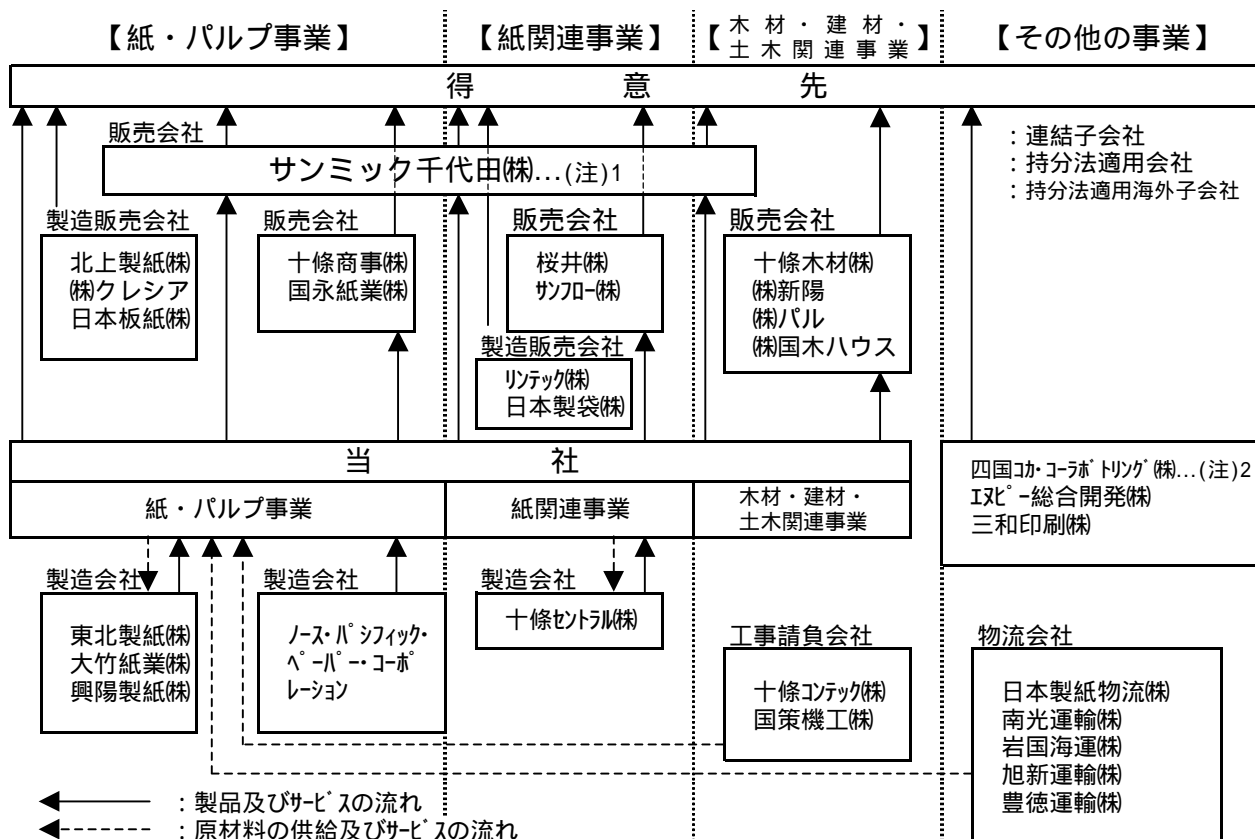 【紙・パルプ事業】
【紙関連事業】
【木材・建材・
土木関連事業】
【その他の事業】
得意先
販売会社
サンミック千代田㈱…(注)1
：連結子会社
：持分法適用会社
：持分法適用海外子会社
製造販売会社
北上製紙㈱
㈱クレシア
日本板紙㈱
販売会社
十條商事㈱
国永紙業㈱
販売会社
桜井㈱
ｻﾝﾌﾛｰ㈱
製造販売会社
ﾘﾝﾃｯｸ㈱
日本製袋㈱
販売会社
十條木材㈱
㈱新陽
㈱パル
㈱国木ハウス
当社
紙・パルプ事業
紙関連事業
木材・建材・
土木関連事業
四国ｺｶ･ｺｰﾗﾎﾞﾄﾘﾝｸﾞ㈱…(注)2
ｴﾇﾋﾟｰ総合開発㈱
三和印刷㈱
製造会社
東北製紙㈱
大竹紙業㈱
興陽製紙㈱
製造会社
ﾉｰｽ･ﾊﾟｼﾌｨｯｸ･
ﾍﾟｰﾊﾟｰ･ｺｰﾎﾟ
ﾚｰｼｮﾝ
製造会社
十條ｾﾝﾄﾗﾙ㈱
工事請負会社
十條ｺﾝﾃｯｸ㈱
国策機工㈱
物流会社
日本製紙物流㈱
南光運輸㈱
岩国海運㈱
旭新運輸㈱
豊徳運輸㈱
：製品及びｻｰﾋﾞｽの流れ
：原材料の供給及びｻｰﾋﾞｽの流れ